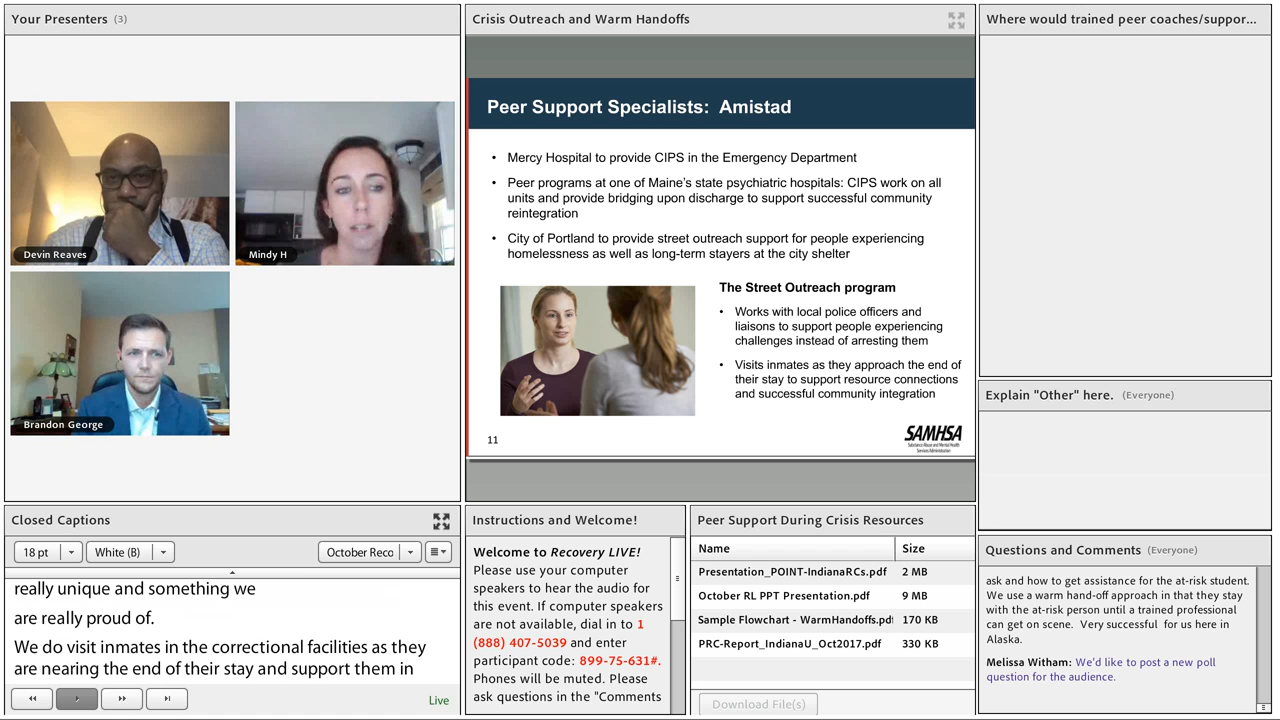 Your Presenters (3)
Devin Reaves
Mindy H
Brandon George
Crisis Outreach and Warm Handoffs
Peer Support Specialists: Amistad
• Mercy Hospital to provide CIPS in the Emergency Department
• Peer programs at one of Maine's state psychiatric hospitals: CIPS work on all
units and provide bridging upon discharge to support successful community
reintegration
• City of Portland to provide street outreach support for people experiencing
homelessness as well as long-term stayers at the city shelter
The Street Outreach program
• Works with local police officers and
liaisons to support people experiencing
challenges instead of arresting them
• Visits inmates as they approach the end of
their stay to support resource connections
and successful community integration
11
SAMHSA
Substance Abuse and Mental Health
Services Administration
Where would trained peer coaches/suppor...
Explain "Other" here. (Everyone)
Closed Captions
18 pt
White (B)
October Reco
really unique and something we
are really proud of.
We do visit inmates in the correctional facilities as they
are nearing the end of their stay and support them in
Live
Instructions and Welcome!
Welcome to Recovery LIVE!
Please use your computer
speakers to hear the audio for
this event. If computer speakers
are not available, dial in to 1
(888) 407-5039 and enter
participant code: 899-75-631#.
Phones will be muted. Please
ask questions in the "Comments
Peer Support During Crisis Resources
Name Size
Presentation_POINT-IndianaRCs.pdf 2 MB
October RL PPT Presentation.pdf 9 MB
Sample Flowchart - WarmHandoffs.pdf 170 KB
PRC-Report_IndianaU_Oct2017.pdf 330 KB
Download File(s)
Questions and Comments (Everyone)
ask and how to get assistance for the at-risk student.
We use a warm hand-off approach in that they stay
with the at-risk person until a trained professional
can get on scene. Very successful for us here in
Alaska.
Melissa Witham: We'd like to post a new poll
question for the audience.